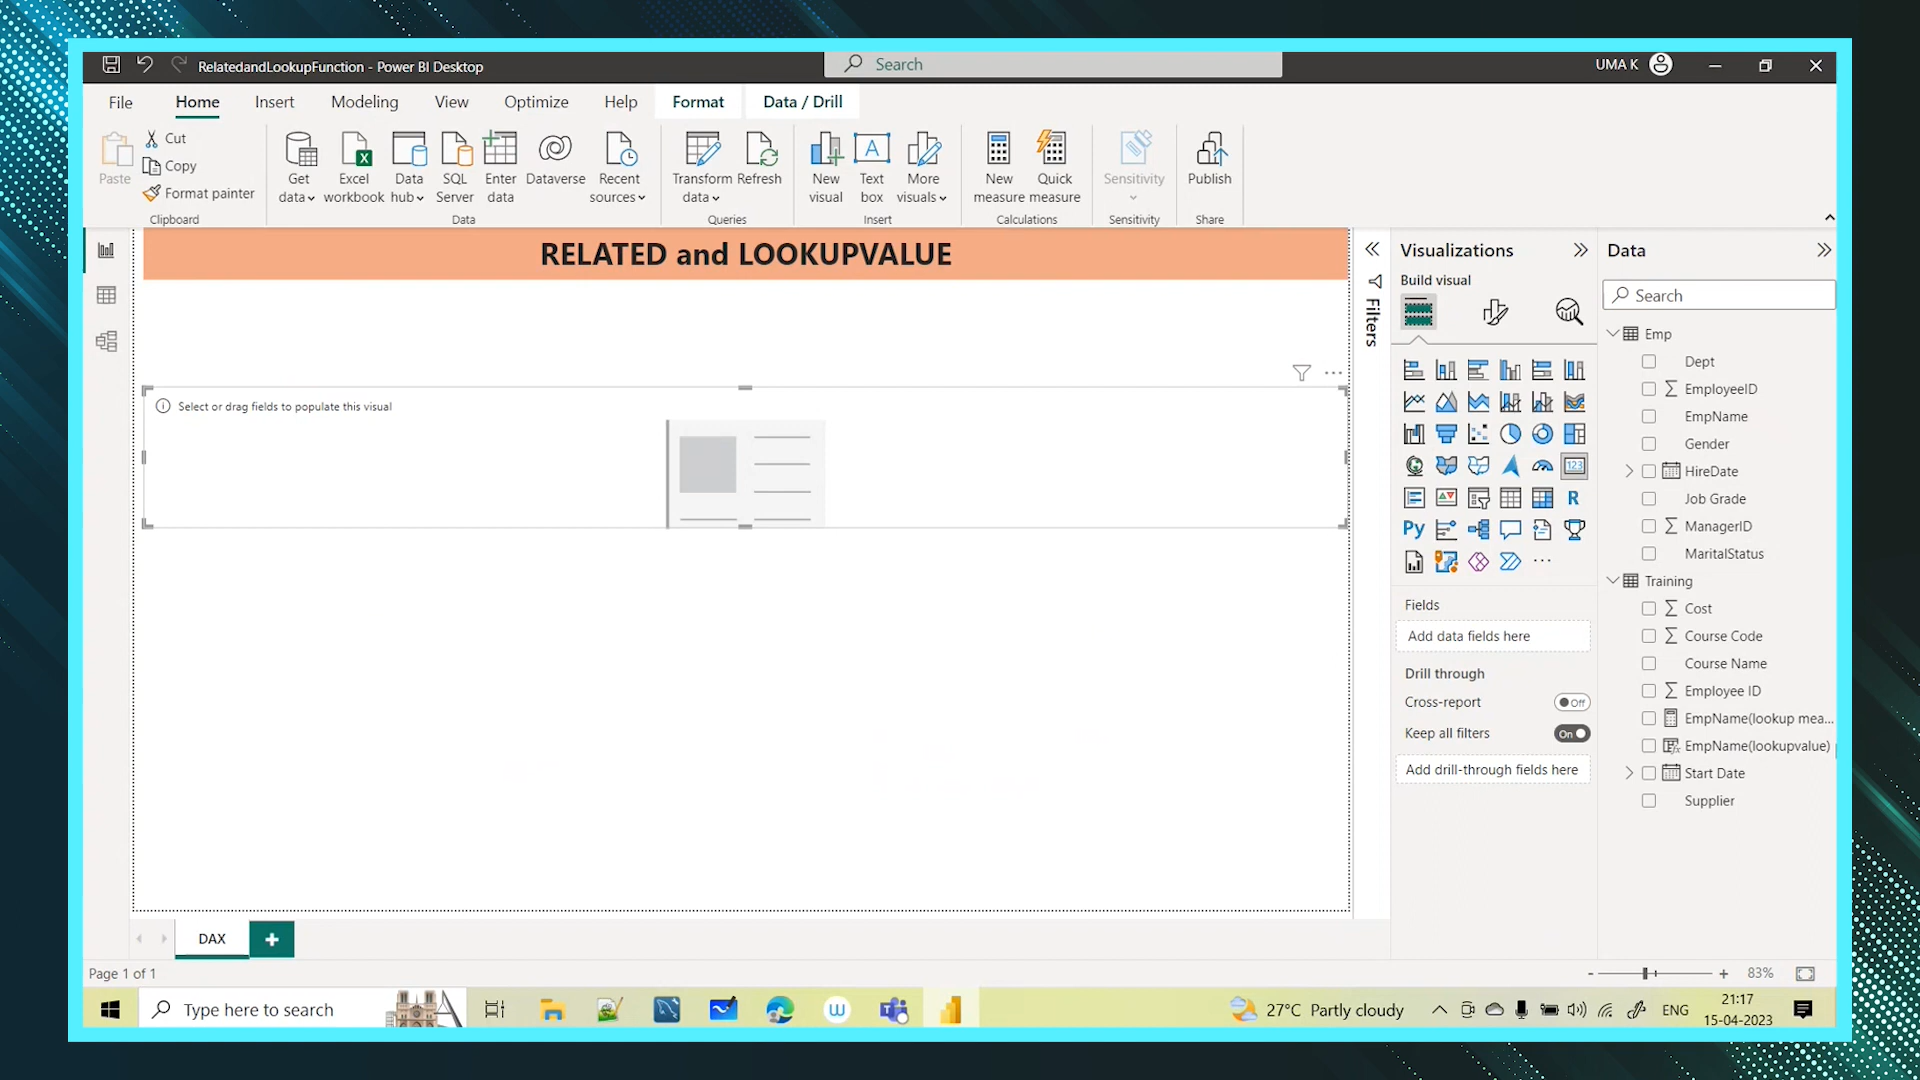 RelatedandLookupFunction - Power BI Desktop
Search
UMA K
File
Home
Insert
Modeling
View
Optimize
Help
Format
Data / Drill
Paste
Cut
Copy
Format painter
Clipboard
Get data
Excel workbook
Data hub
SQL Server
Enter data
Dataverse
Recent sources
Data
Transform data
Refresh
Queries
New visual
A
Text box
More visuals
Insert
New measure
Quick measure
Calculations
Sensitivity
Sensitivity
Publish
Share
RELATED and LOOKUPVALUE
Select or drag fields to populate this visual
Filters
Visualizations
Build visual
123
R
Py
Fields
Add data fields here
Drill through
Cross-report
Off
Keep all filters
On
Add drill-through fields here
Data
Search
Emp
Dept
EmployeeID
EmpName
Gender
HireDate
Job Grade
ManagerID
MaritalStatus
Training
Cost
Course Code
Course Name
Employee ID
EmpName(lookup mea...
EmpName(lookupvalue)
Start Date
Supplier
DAX
Page 1 of 1
83%
Type here to search
27°C Partly cloudy
ENG
21:17
15-04-2023